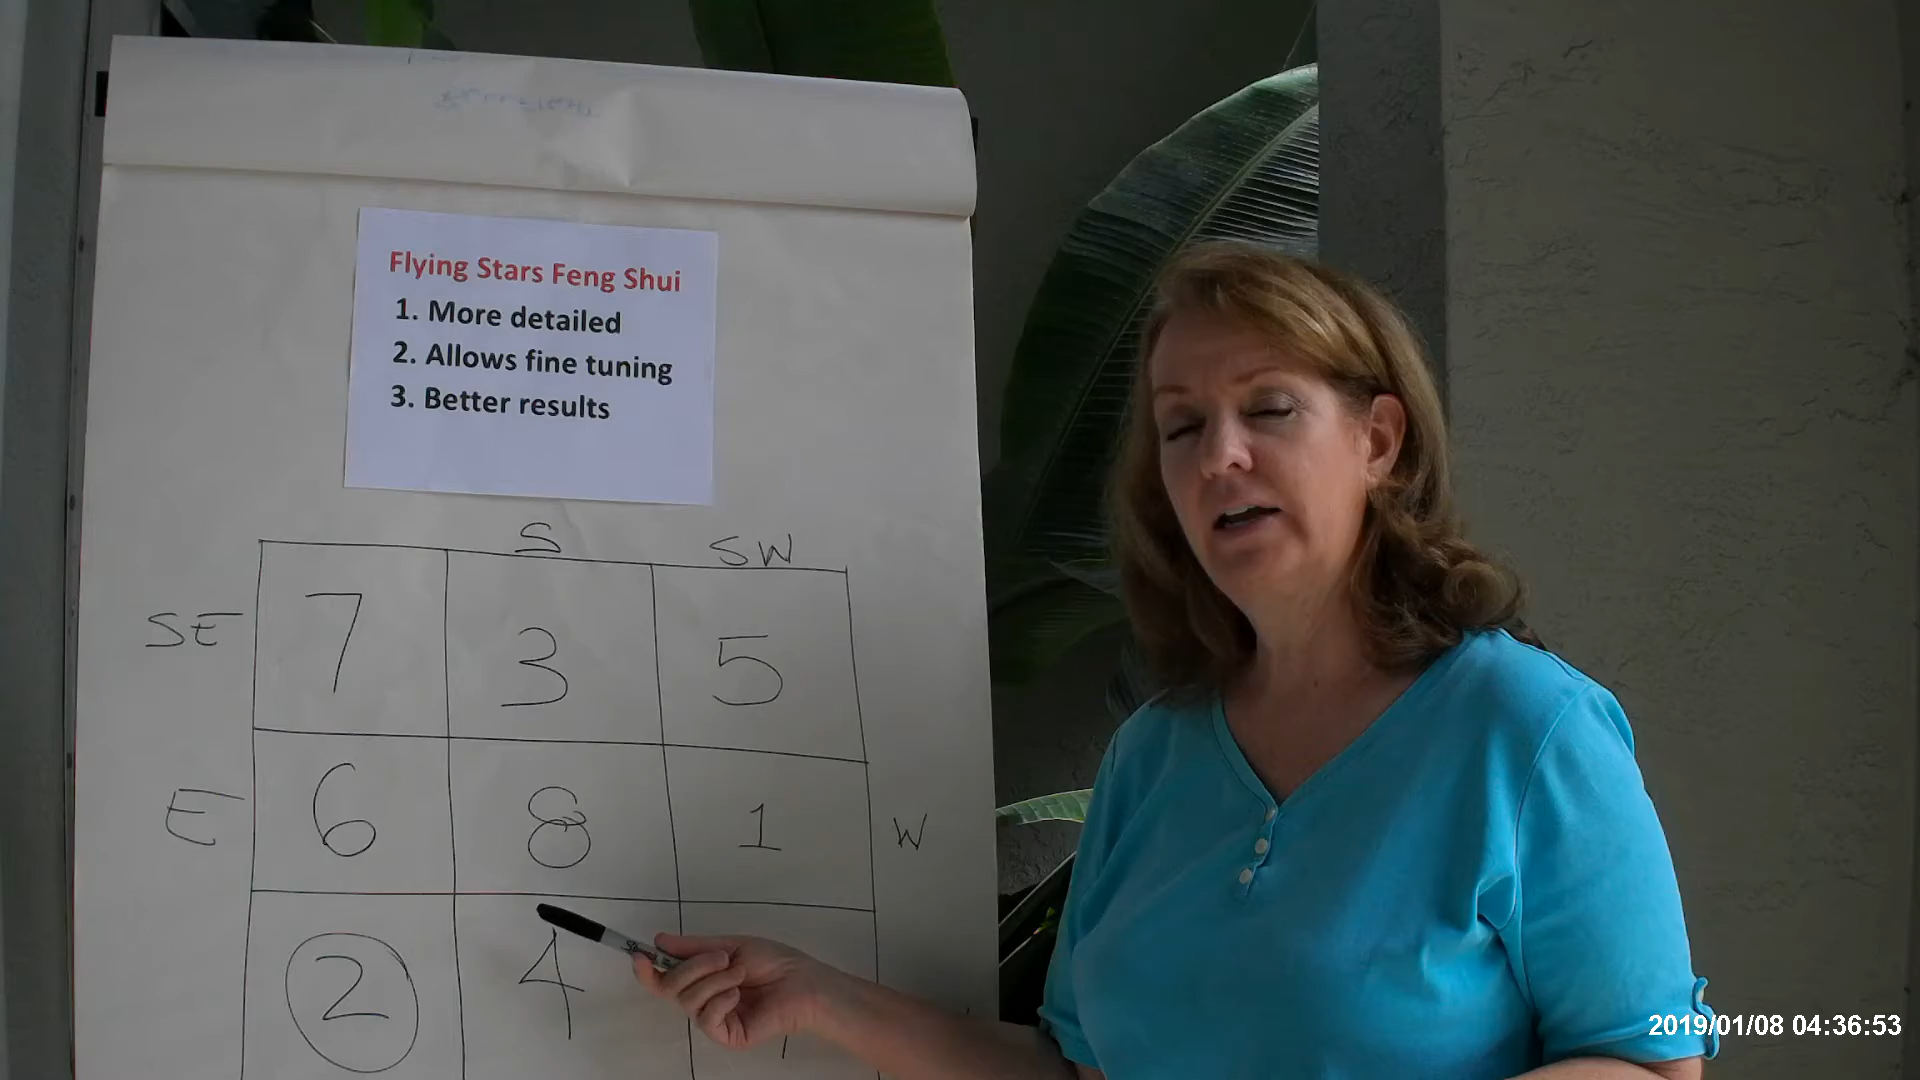 Flying Stars Feng Shui
1. More detailed
2. Allows fine tuning
3. Better results
S SW
SE 7 3 5
E 6 8 1 W
2 4
2019/01/08 04:36:53